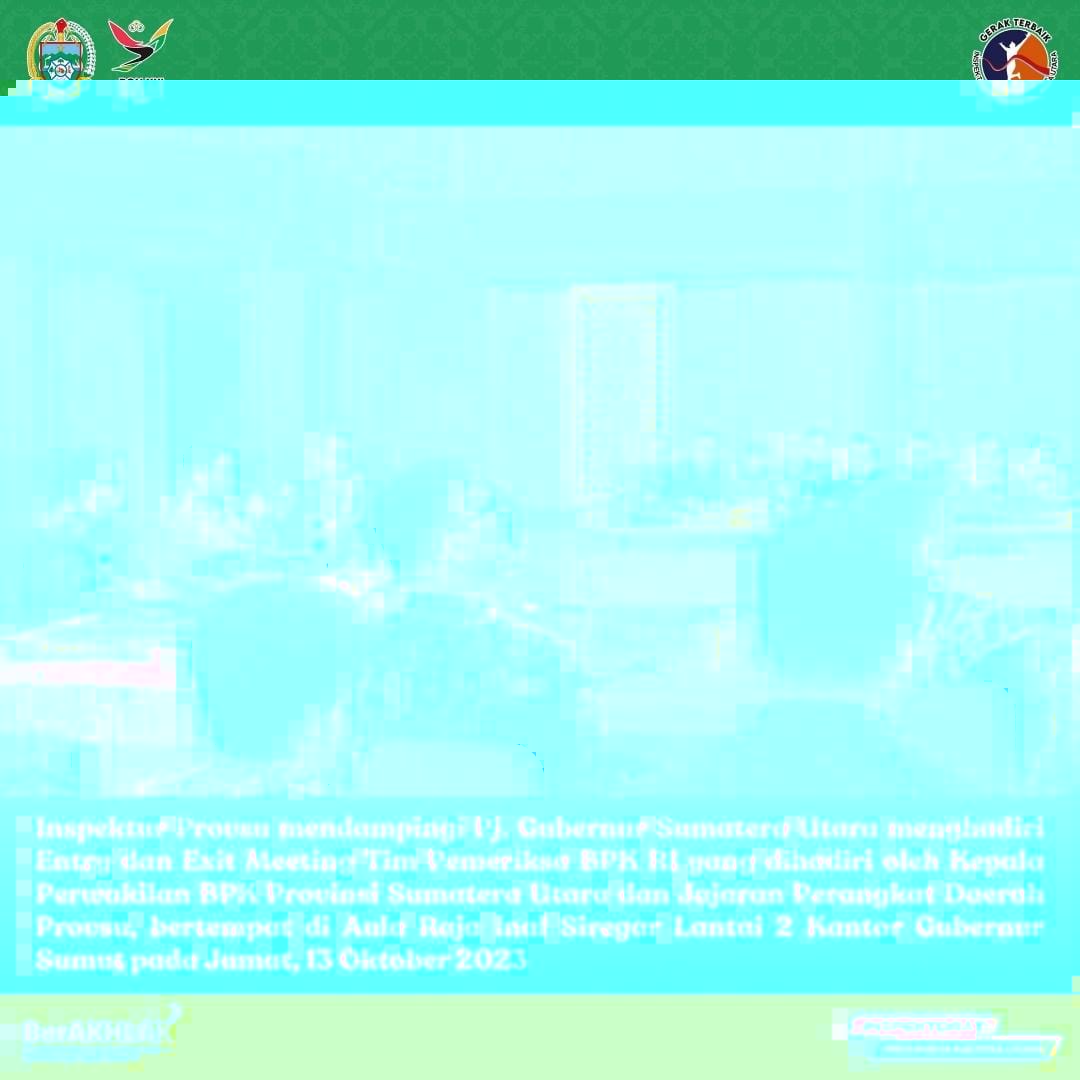 GERAK TERBAIK
Inspektur Provsu mendampingi Pj. Gubernur Sumatera Utara menghadiri
Entry dan Exit Meeting Tim Pemeriksa BPK RI yang dihadiri oleh Kepala
Perwakilan BPK Provinsi Sumatera Utara dan Jajaran Perangkat Daerah
Provsu, bertempat di Aula Raja Inal Siregar Lantai 2 Kantor Gubernur
Sumut pada Jumat, 13 Oktober 2023
BerAKHLAK